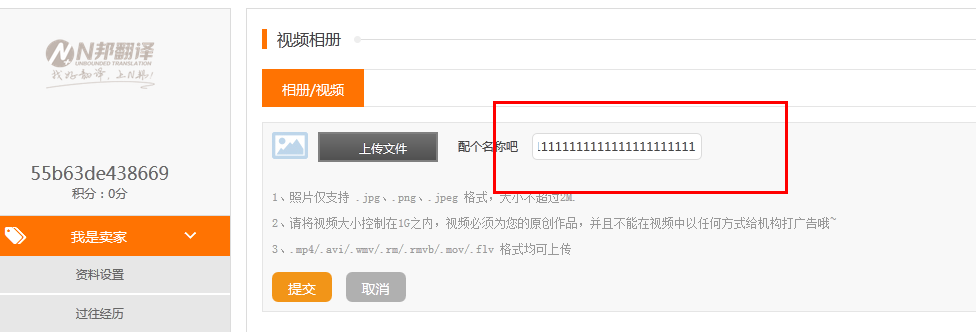 N邦翻译
UNBOUNDED TRANSLATION
我好翻译，上N邦!
55b63de438669
积分：0分
我是卖家
资料设置
过往经历
视频相册
相册/视频
上传文件
配个名称吧
1、照片仅支持 .jpg、.png、.jpeg 格式，大小不超过2M.
2、请将视频大小控制在1G之内，视频必须为您的原创作品，并且不能在视频中以任何方式给机构打广告哦~
3、.mp4/.avi/.wmv/.rm/.rmvb/.mov/.flv 格式均可上传
提交
取消